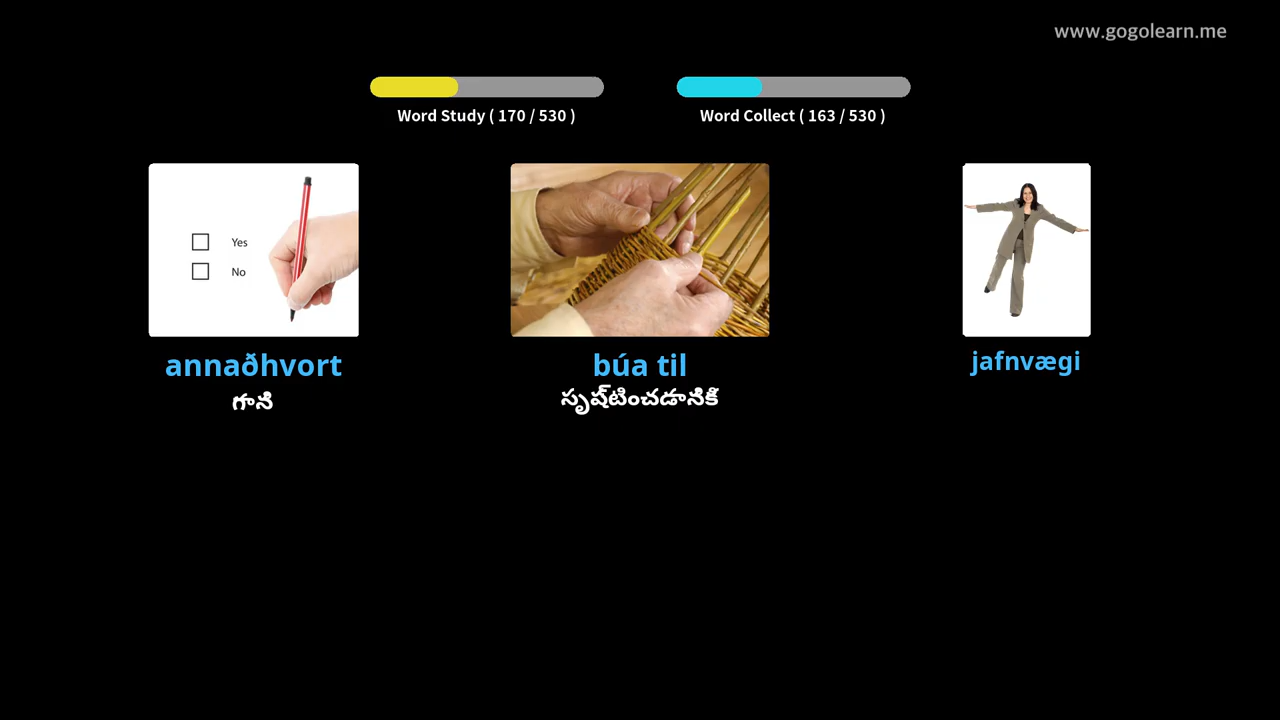 www.gogolearn.me
Word Study ( 170 / 530 )
Word Collect ( 163 / 530 )
Yes
No
annaðhvort
గాని
búa til
సృష్టించడానికి
jafnvægi